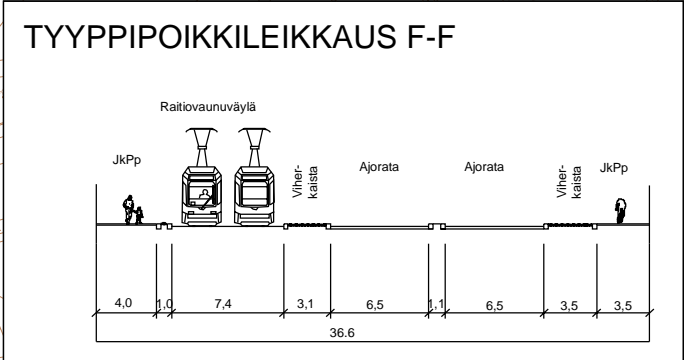 TYYPPIPOIKKILEIKKAUS F-F
Raitiovaunuväylä
JkPp
Viher-
kaista
Ajorata
Ajorata
Viher-
kaista
JkPp
4,0
1,0
7,4
3,1
6,5
1,1
6,5
3,5
3,5
36.6